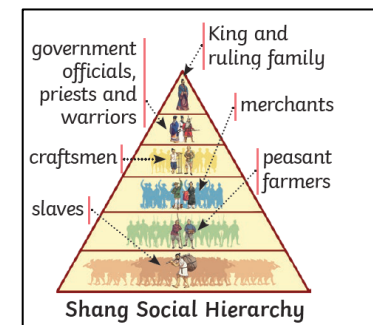 King and
ruling family
government
officials,
priests and
warriors
merchants
craftsmen
peasant
farmers
slaves
Shang Social Hierarchy